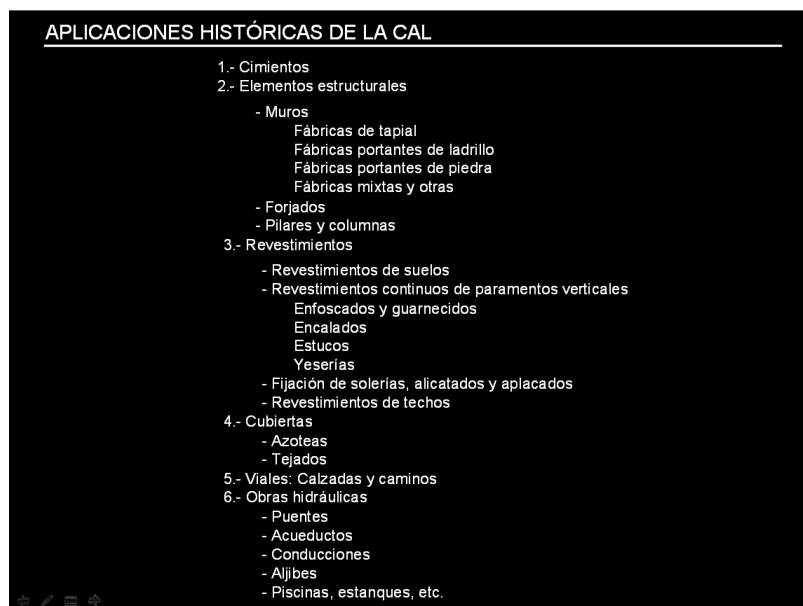 APLICACIONES HISTÓRICAS DE LA CAL
1.- Cimientos
2.- Elementos estructurales
- Muros
Fábricas de tapial
Fábricas portantes de ladrillo
Fábricas portantes de piedra
Fábricas mixtas y otras
- Forjados
- Pilares y columnas
3.- Revestimientos
- Revestimientos de suelos
- Revestimientos continuos de paramentos verticales
Enfoscados y guarnecidos
Encalados
Estucos
Yeserías
- Fijación de solerías, alicatados y aplacados
- Revestimientos de techos
4.- Cubiertas
- Azoteas
- Tejados
5.- Viales: Calzadas y caminos
6.- Obras hidráulicas
- Puentes
- Acueductos
- Conducciones
- Aljibes
- Piscinas, estanques, etc.